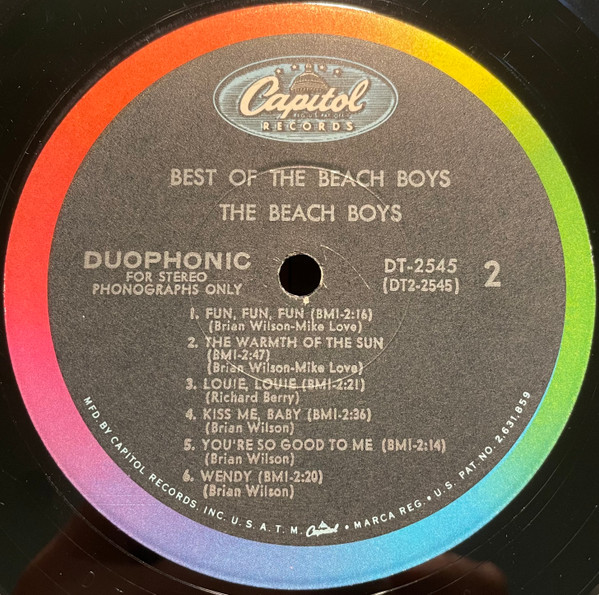 Capitol
RECORDS
BEST OF THE BEACH BOYS
THE BEACH BOYS
DUOPHONIC
FOR STEREO
PHONOGRAPHS ONLY
DT-2545
(DT2-2545)
2
1. FUN, FUN, FUN (BMI-2:16)
(Brian Wilson-Mike Love)
2. THE WARMTH OF THE SUN
(BMI-2:47)
(Brian Wilson-Mike Love)
3. LOUIE, LOUIE (BMI-2:21)
(Richard Berry)
4. KISS ME, BABY (BMI-2:36)
(Brian Wilson)
5. YOU'RE SO GOOD TO ME (BMI-2:14)
(Brian Wilson)
6. WENDY (BMI-2:20)
(Brian Wilson)
MFD. BY CAPITOL RECORDS, INC. U.S.A. T.M. Capitol • MARCA REG. • U.S. PAT. NO. 2,631,859